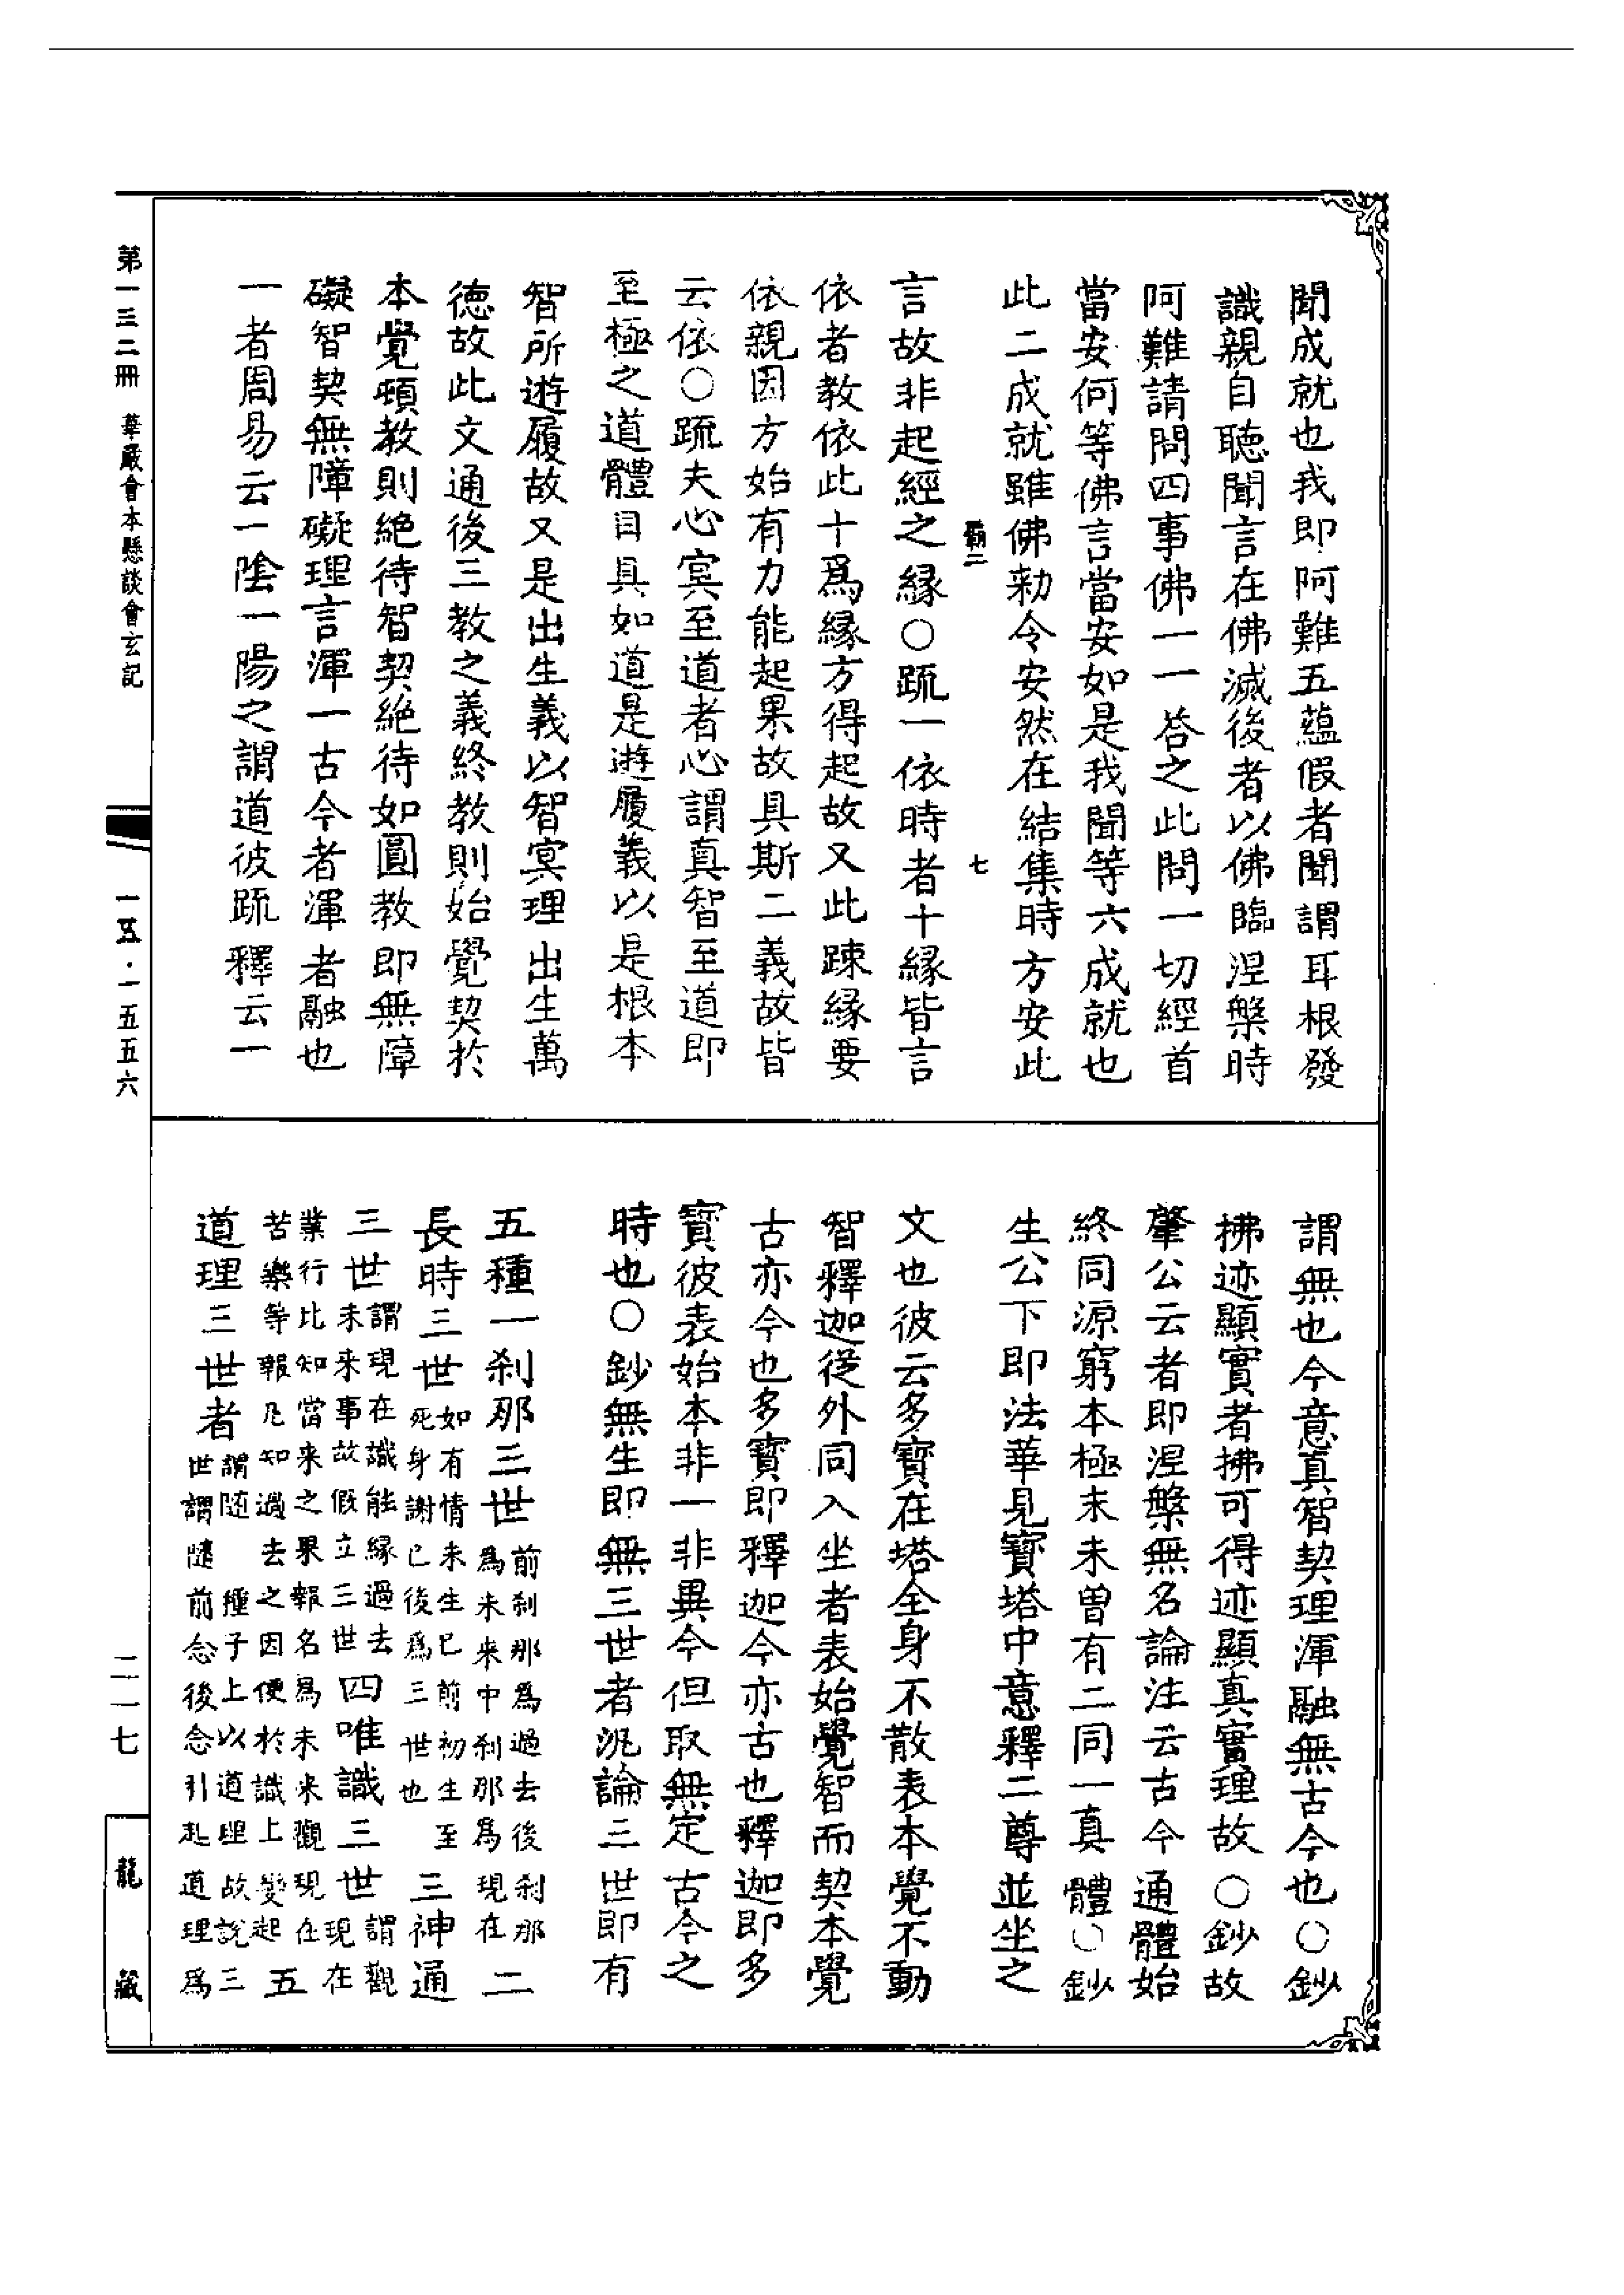 聞成就也我即阿難五蘊假者聞謂耳根發
識親自聽聞言在佛滅後者以佛臨涅槃時
阿難請問四事佛一一答之此問一切經首
當安何等佛言當安如是我聞等六成就也
此二成就雖佛勑令安然在結集時方安此
霸二 七
言故非起經之緣○䟽一依時者十緣皆言
依者教依此十爲緣方得起故又此踈緣要
依親因方始有力能起果故具斯二義故皆
云依○䟽夫心冥至道者心謂真智至道即
至極之道體目具如道是遊履義以是根本
智所遊履故又是出生義以智冥理出生萬
德故此文通後三教之義終教則始覺契於
本覺頓教則絕待智契絕待如圓教即無障
礙智契無障礙理言渾一古今者渾者融也
一者周易云一陰一陽之謂道彼䟽釋云一
謂無也今意真智契理渾融無古今也○鈔
拂迹顯實者拂可得迹顯真實理故○鈔故
肇公云者即涅槃無名論注云古今通體始
終同源窮本極末未曽有二同一真體○鈔
生公下即法華見寳塔中意釋二尊並坐之
文也彼云多寳在塔全身不散表本覺不動
智釋迦從外同入坐者表始覺智而契本覺
古亦今也多寳即釋迦今亦古也釋迦即多
寳彼表始本非一非異今但取無定古今之
時也○鈔無生即無三世者汎論三世即有
五種一剎那三世前剎那爲過去後剎那爲未來中剎那爲現在二
長時三世如有情未生已前初生至死身謝已後爲三世也三神通
三世謂現在識能緣過去未來事故假立三世四唯識三世謂觀現在
業行比知當來之果報名爲未來觀現在苦樂等報乃知過去之因便於識上變起五
道理三世者謂隨種子上以道理故說三世謂隨前念後念引起道理爲
第一三二冊 華嚴會本懸談會玄記
一五·一五五六
二一七
龍藏